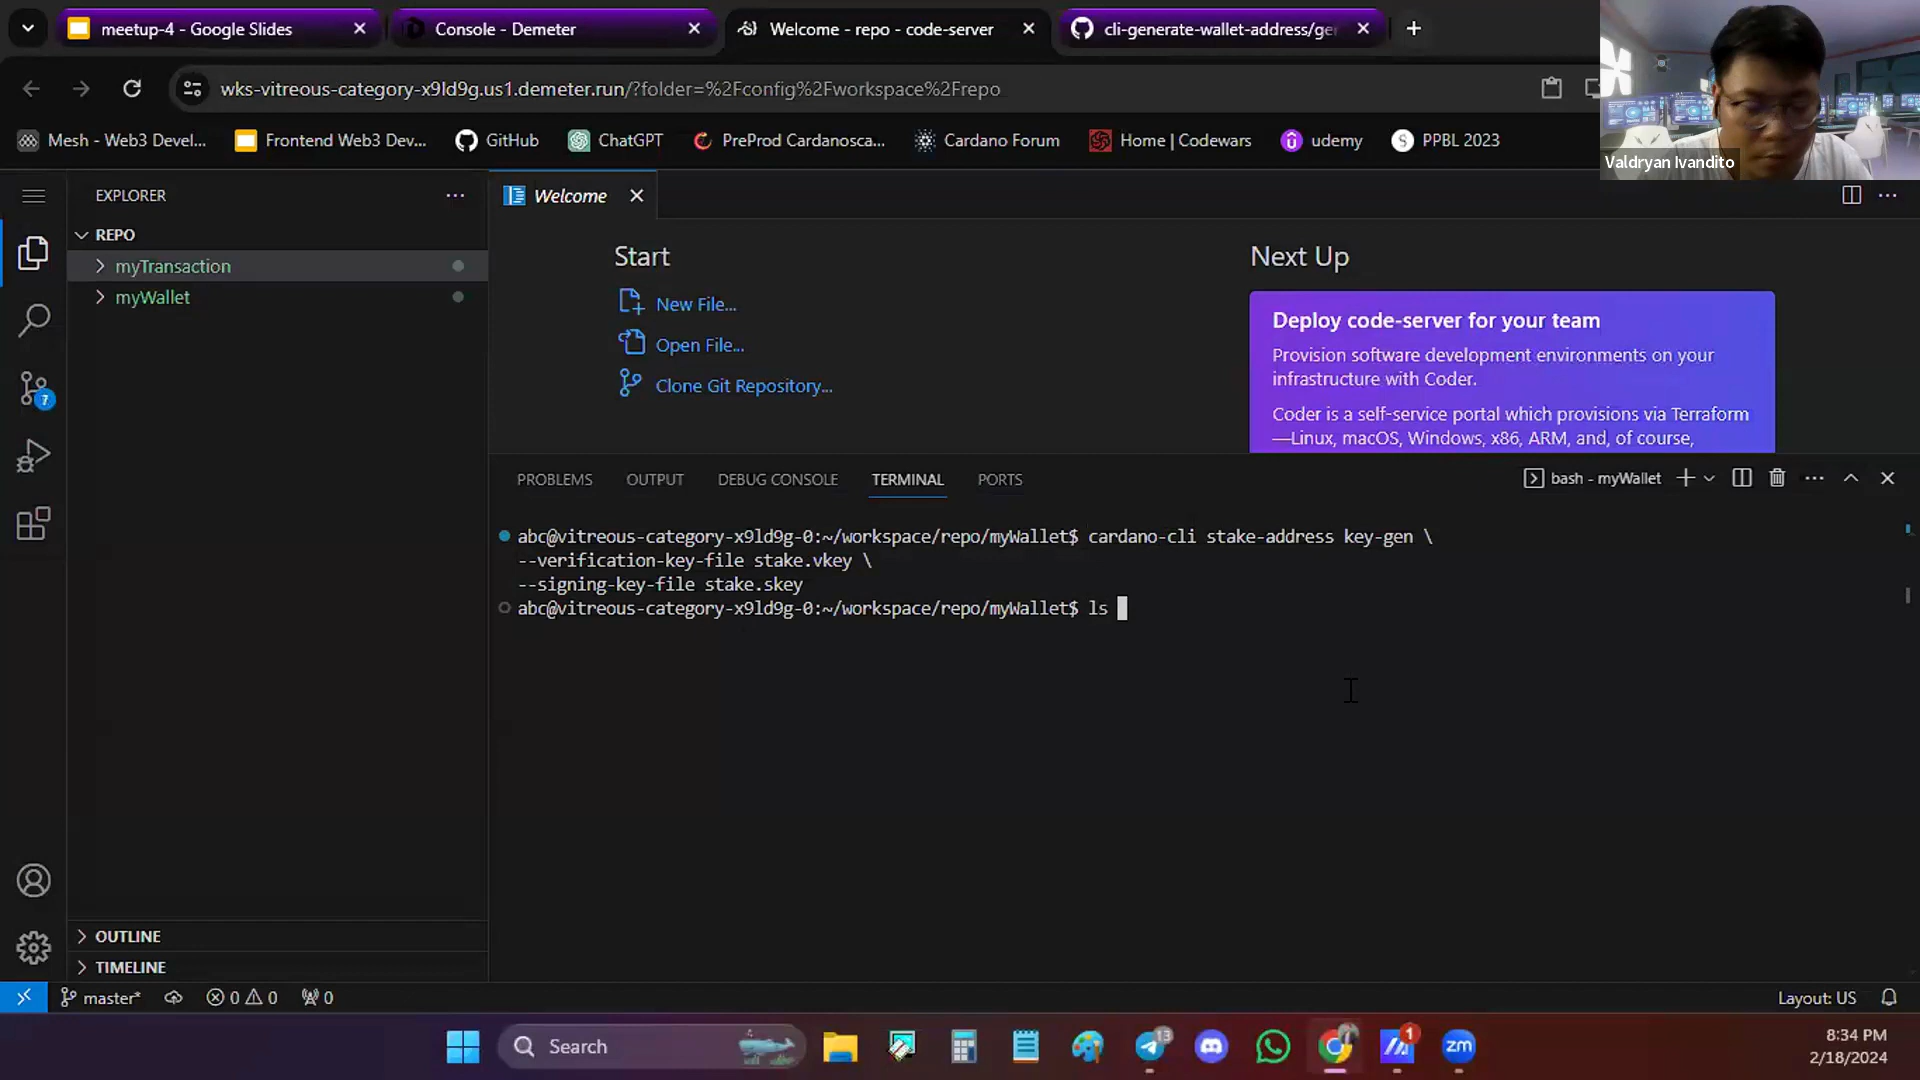 meetup-4 - Google Slides
Console - Demeter
Welcome - repo - code-server
cli-generate-wallet-address/ger
wks-vitreous-category-x9ld9g.us1.demeter.run/?folder=%2Fconfig%2Fworkspace%2Frepo
Mesh - Web3 Devel...
Frontend Web3 Dev...
GitHub
ChatGPT
PreProd Cardanosca...
Cardano Forum
Home | Codewars
udemy
PPBL 2023
Valdryan Ivandito
EXPLORER
REPO
myTransaction
myWallet
7
Welcome
Start
New File...
Open File...
Clone Git Repository...
Next Up
Deploy code-server for your team
Provision software development environments on your
infrastructure with Coder.
Coder is a self-service portal which provisions via Terraform
—Linux, macOS, Windows, x86, ARM, and, of course,
PROBLEMS
OUTPUT
DEBUG CONSOLE
TERMINAL
PORTS
bash - myWallet
abc@vitreous-category-x9ld9g-0:~/workspace/repo/myWallet$ cardano-cli stake-address key-gen \
--verification-key-file stake.vkey \
--signing-key-file stake.skey
abc@vitreous-category-x9ld9g-0:~/workspace/repo/myWallet$ ls
OUTLINE
TIMELINE
master*
0
0
0
Layout: US
Search
13
1
zm
8:34 PM
2/18/2024